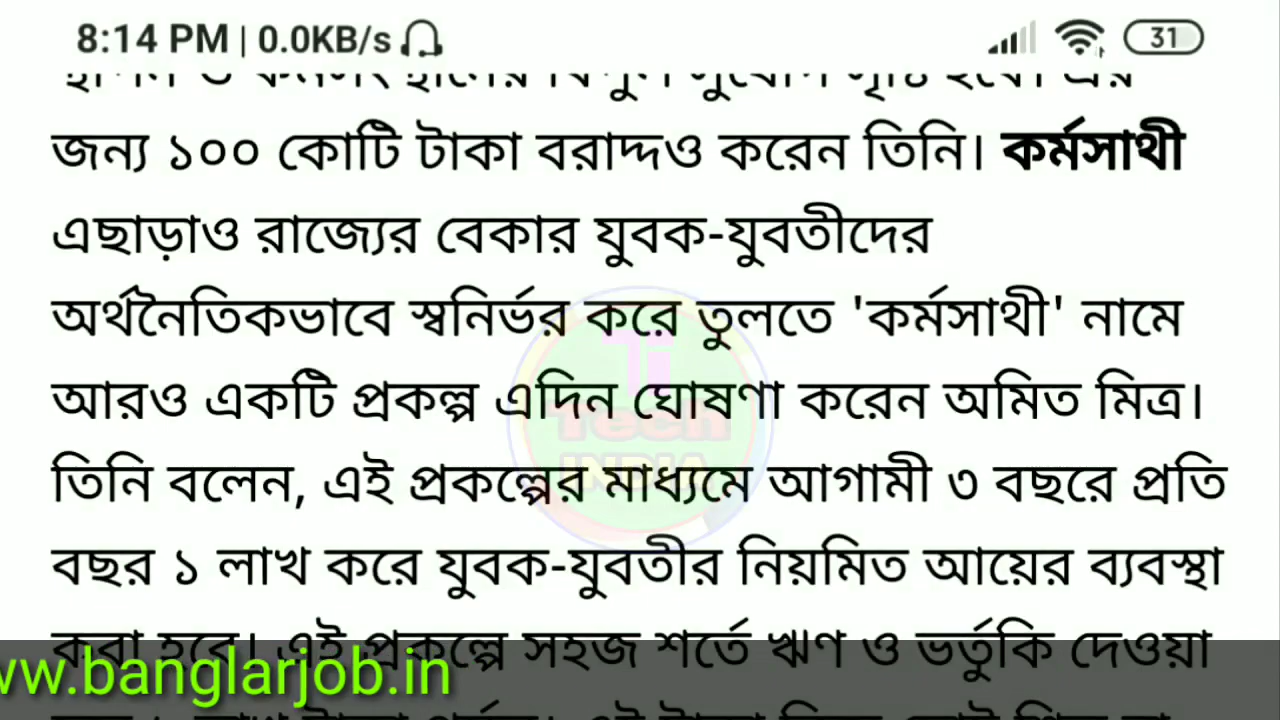 8:14 PM | 0.0KB/s 31
জন্য ১০০ কোটি টাকা বরাদ্দও করেন তিনি। কর্মসাথী
এছাড়াও রাজ্যের বেকার যুবক-যুবতীদের
অর্থনৈতিকভাবে স্বনির্ভর করে তুলতে 'কর্মসাথী' নামে
আরও একটি প্রকল্প এদিন ঘোষণা করেন অমিত মিত্র।
তিনি বলেন, এই প্রকল্পের মাধ্যমে আগামী ৩ বছরে প্রতি
বছর ১ লাখ করে যুবক-যুবতীর নিয়মিত আয়ের ব্যবস্থা
করা হবে। এই প্রকল্পে সহজ শর্তে ঋণ ও ভর্তুকি দেওয়া
ww.banglarjob.in
Ti
Tech
INDIA